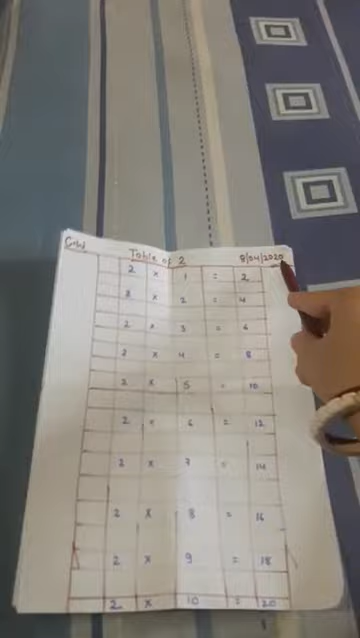 C.W Table of 2 8/04/2020
2 x 1 = 2
2 x 2 = 4
2 x 3 = 6
2 x 4 = 8
2 x 5 = 10
2 x 6 = 12
2 x 7 = 14
2 x 8 = 16
2 x 9 = 18
2 x 10 = 20